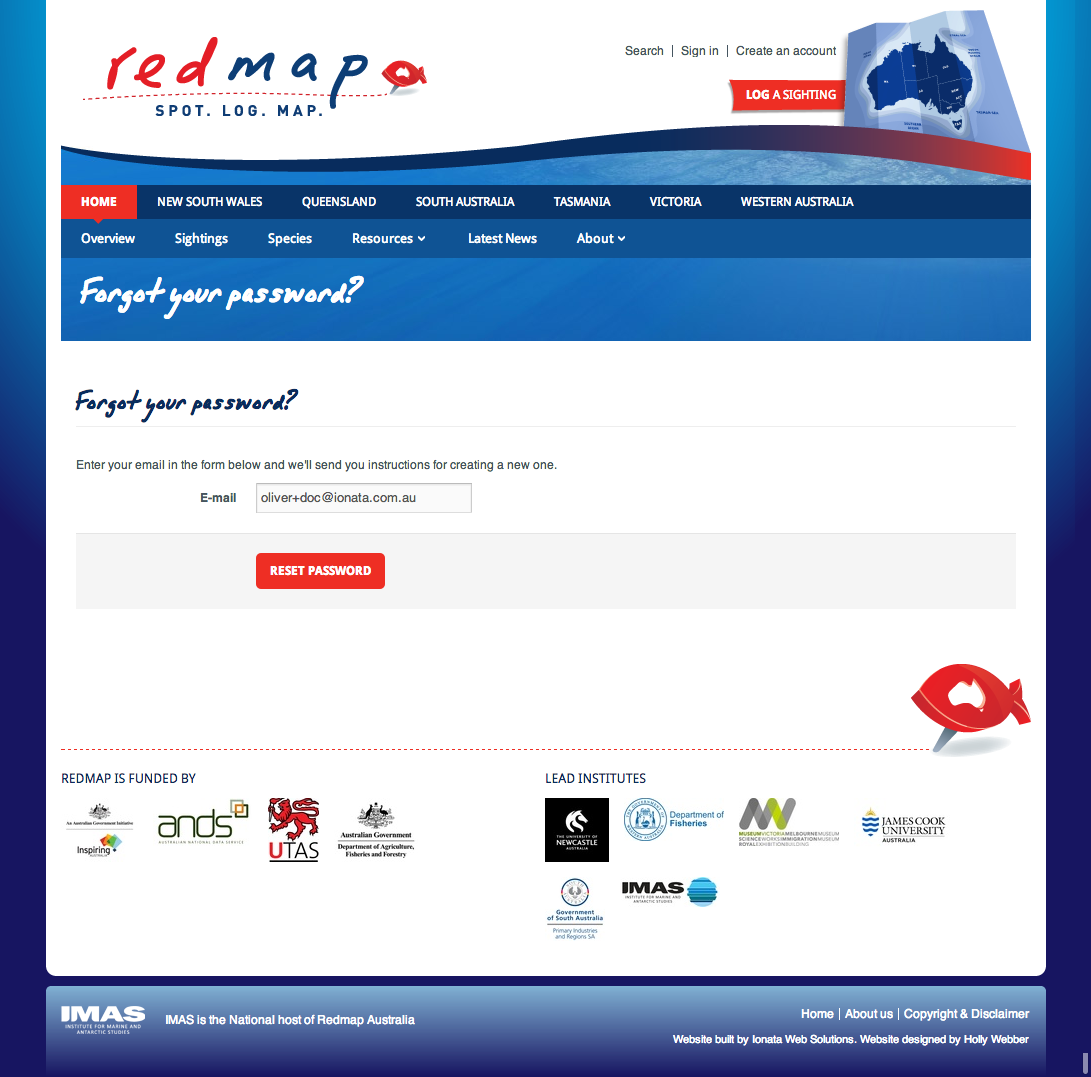 redmap
SPOT. LOG. MAP.
Search | Sign in | Create an account
LOG A SIGHTING
HOME NEW SOUTH WALES QUEENSLAND SOUTH AUSTRALIA TASMANIA VICTORIA WESTERN AUSTRALIA
Overview Sightings Species Resources Latest News About
Forgot your password?
Forgot your password?
Enter your email in the form below and we'll send you instructions for creating a new one.
E-mail oliver+doc@ionata.com.au
RESET PASSWORD
REDMAP IS FUNDED BY
An Australian Government Initiative
Inspiring
AUSTRALIA
ands
AUSTRALIAN NATIONAL DATA SERVICE
UTAS
Australian Government
Department of Agriculture,
Fisheries and Forestry
LEAD INSTITUTES
THE UNIVERSITY OF
NEWCASTLE
AUSTRALIA
Department of
Fisheries
MUSEUMVICTORIAMELBOURNEMUSEUM
SCIENCEWORKSIMMIGRATIONMUSEUM
ROYALEXHIBITIONBUILDING
JAMES COOK
UNIVERSITY
AUSTRALIA
Government
of South Australia
Primary Industries
and Regions SA
IMAS
INSTITUTE FOR MARINE AND
ANTARCTIC STUDIES
IMAS
INSTITUTE FOR MARINE AND
ANTARCTIC STUDIES
IMAS is the National host of Redmap Australia
Home | About us | Copyright & Disclaimer
Website built by Ionata Web Solutions. Website designed by Holly Webber